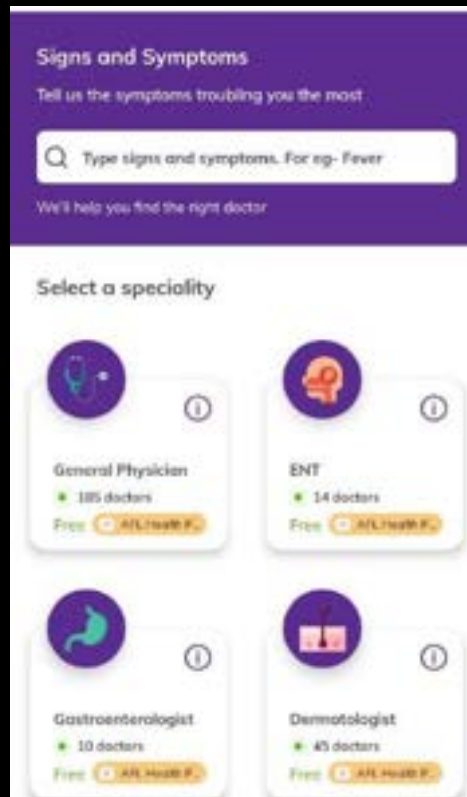 Signs and Symptoms
Tell us the symptoms troubling you the most
Type signs and symptoms. For eg- Fever
We'll help you find the right doctor
Select a speciality
General Physician
185 doctors
Free
ENT
14 doctors
Free
Gastroenterologist
10 doctors
Free
Dermatologist
45 doctors
Free